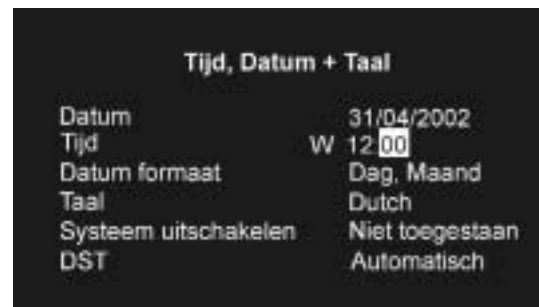 Tijd, Datum + Taal
Datum 31/04/2002
Tijd W 12:00
Datum formaat Dag, Maand
Taal Dutch
Systeem uitschakelen Niet toegestaan
DST Automatisch